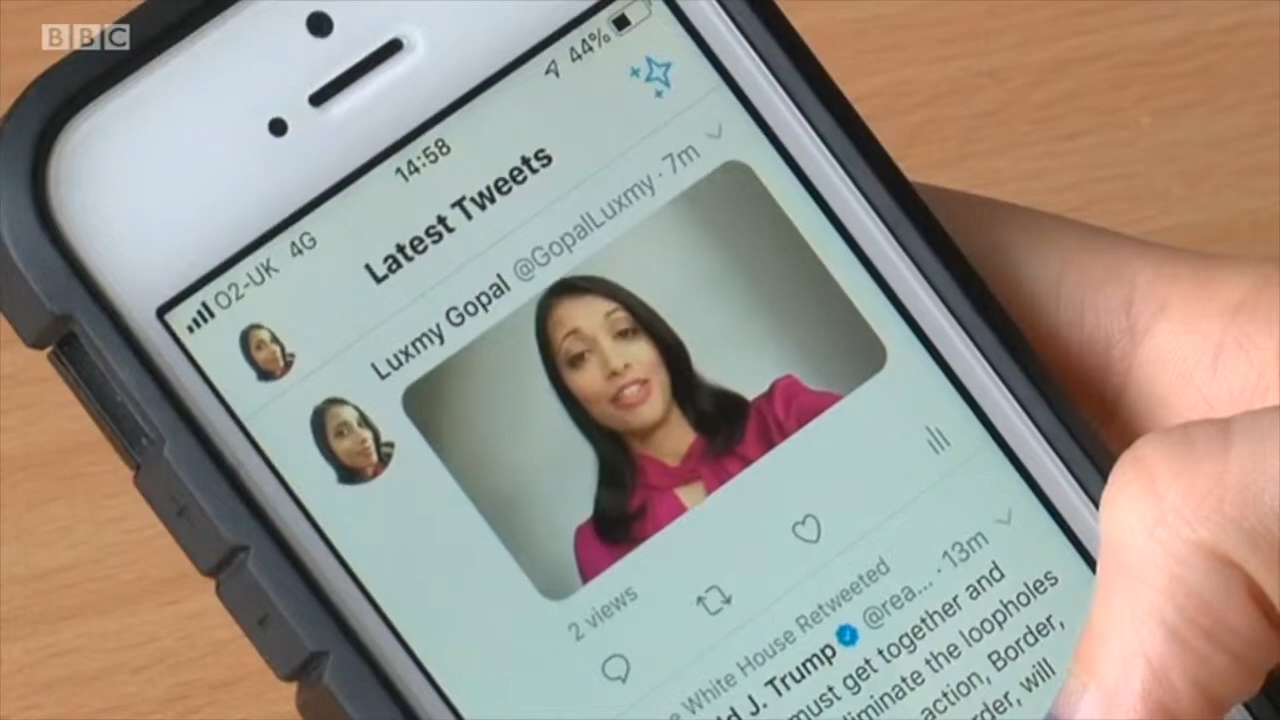 BBC
O2-UK 4G 14:58 44%
Latest Tweets
Luxmy Gopal @GopalLuxmy · 7m
2 views
White House Retweeted
J. Trump @rea... · 13m
must get together and
the loopholes
action, Border,
will